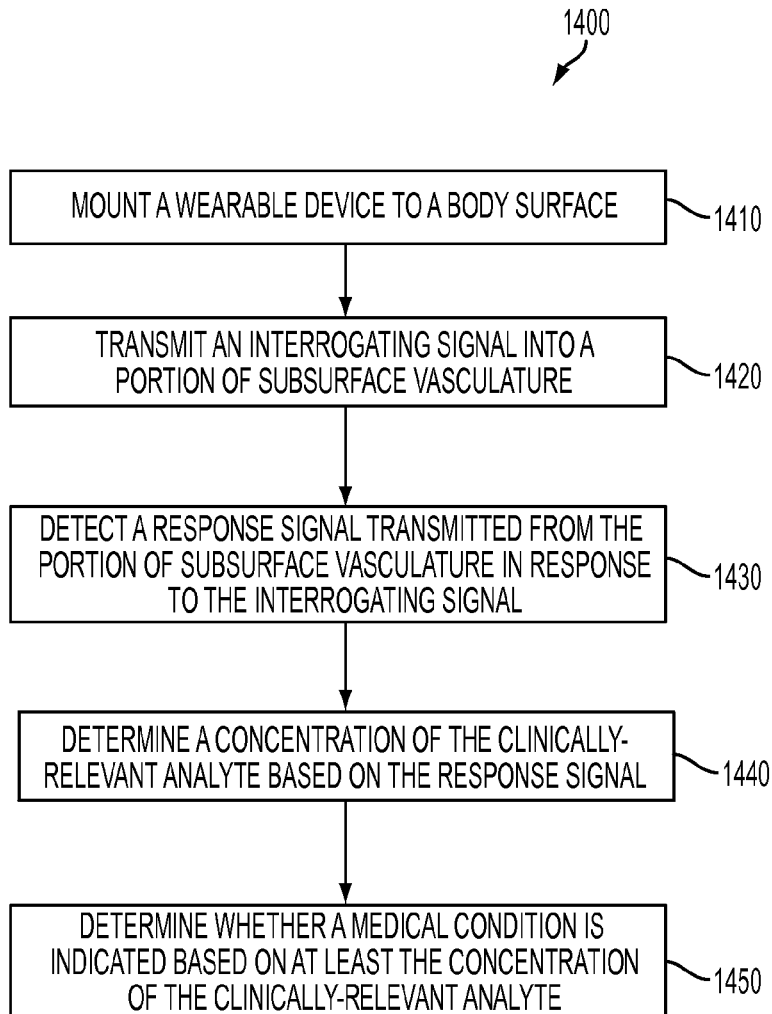 1400
MOUNT A WEARABLE DEVICE TO A BODY SURFACE
1410
TRANSMIT AN INTERROGATING SIGNAL INTO A
PORTION OF SUBSURFACE VASCULATURE
1420
DETECT A RESPONSE SIGNAL TRANSMITTED FROM THE
PORTION OF SUBSURFACE VASCULATURE IN RESPONSE
TO THE INTERROGATING SIGNAL
1430
DETERMINE A CONCENTRATION OF THE CLINICALLY-
RELEVANT ANALYTE BASED ON THE RESPONSE SIGNAL
1440
DETERMINE WHETHER A MEDICAL CONDITION IS
INDICATED BASED ON AT LEAST THE CONCENTRATION
OF THE CLINICALLY-RELEVANT ANALYTE
1450